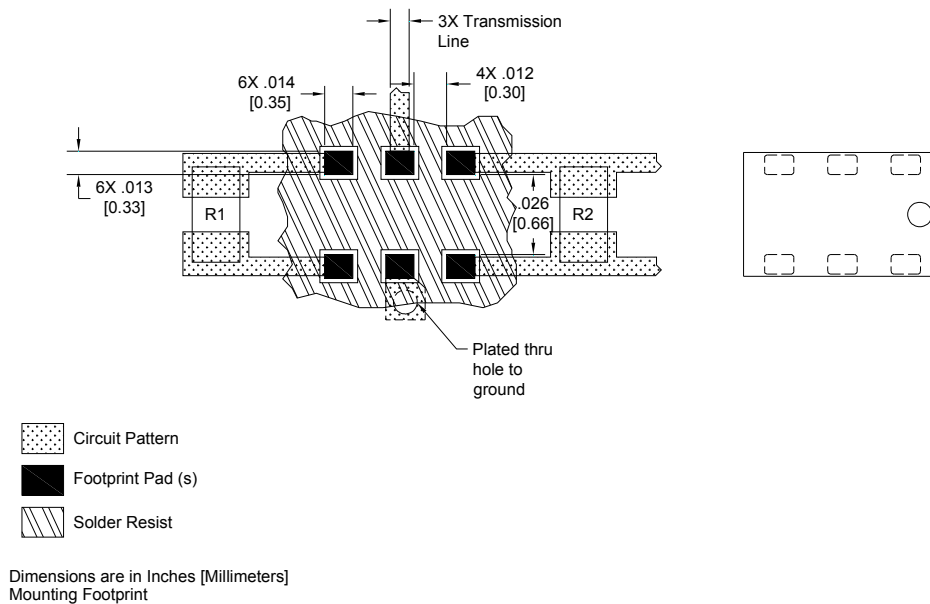 3X Transmission
Line
6X .014
[0.35]
4X .012
[0.30]
6X .013
[0.33]
R1
.026
[0.66]
R2
Plated thru
hole to
ground
Circuit Pattern
Footprint Pad (s)
Solder Resist
Dimensions are in Inches [Millimeters]
Mounting Footprint